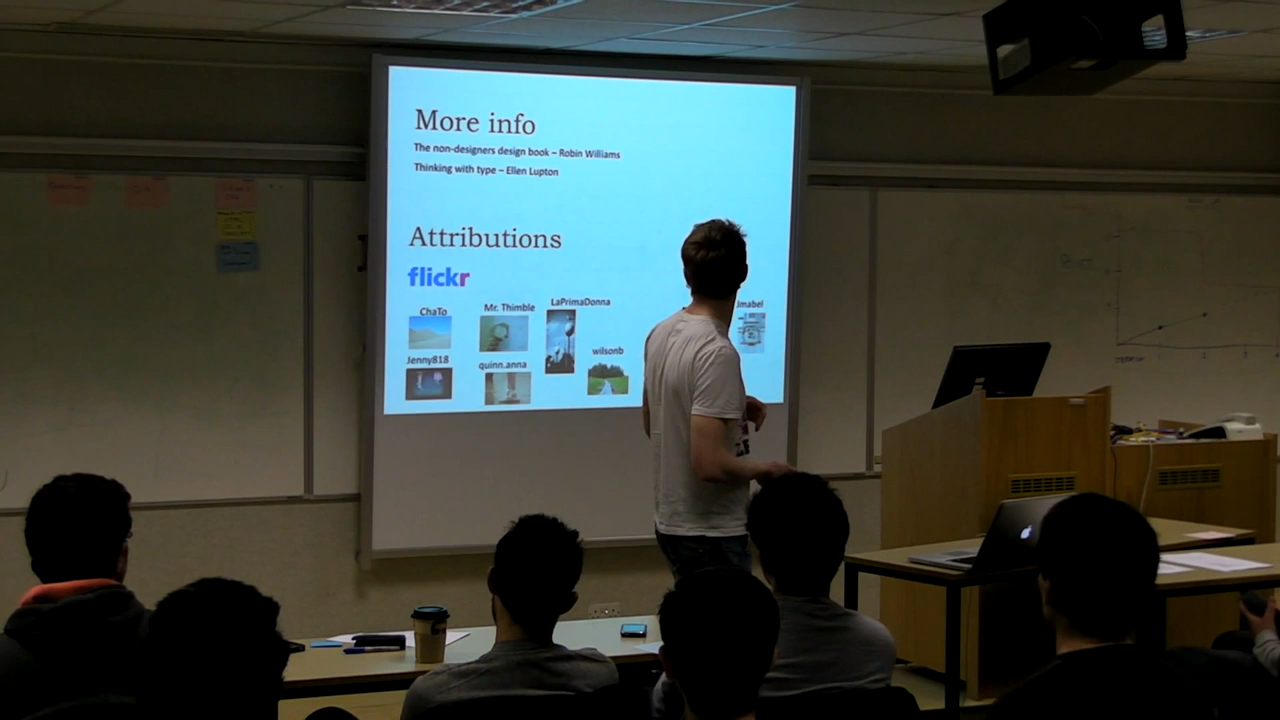 More info
The non-designers design book – Robin Williams
Thinking with type – Ellen Lupton
Attributions
flickr
ChaTo
Mr. Thimble
LaPrimaDonna
Jmabel
Jenny818
quinn.anna
wilsonb